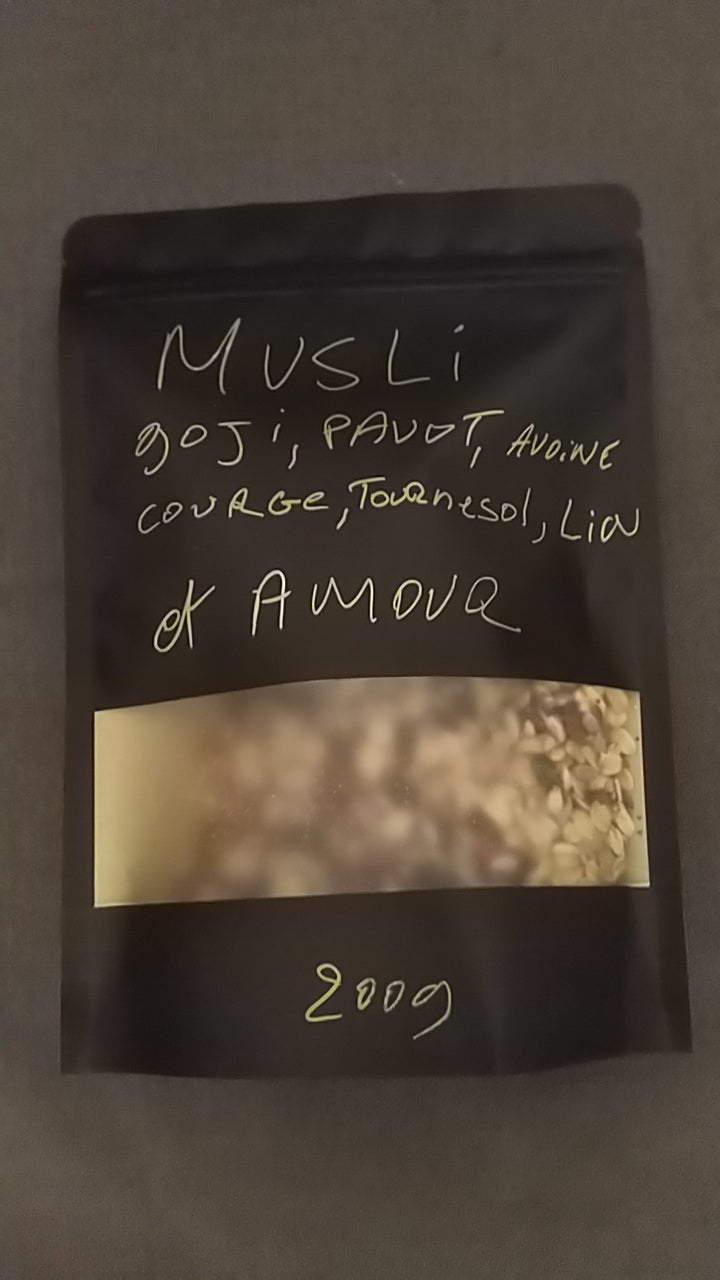 MUSLi
goji, PAVOT, AVOiNE
COURGE, TOURnesol, LiN
et AMOUR
200g